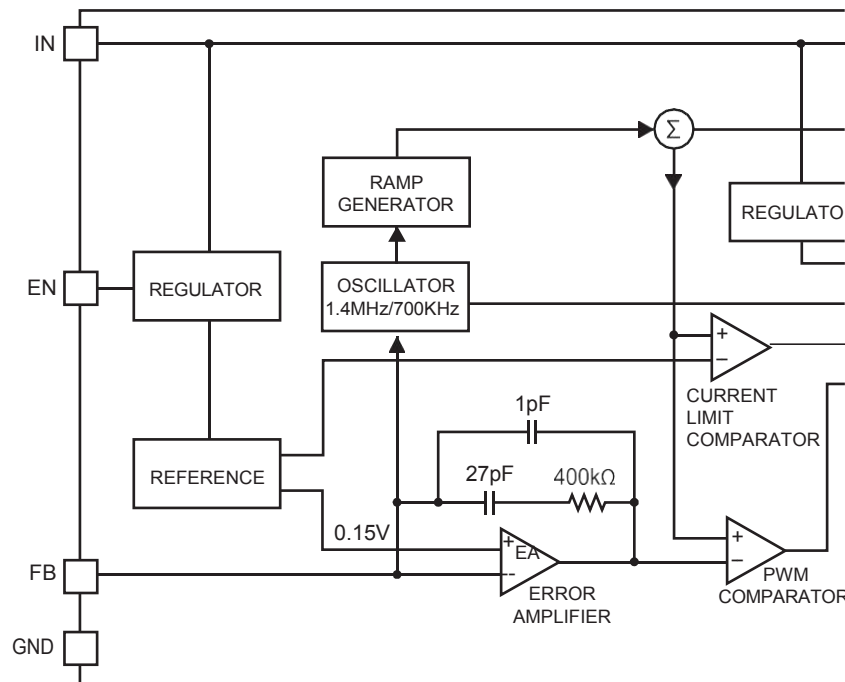 IN
Σ
RAMP
GENERATOR
REGULATO
EN
REGULATOR
OSCILLATOR
1.4MHz/700KHz
+
−
CURRENT
LIMIT
COMPARATOR
1pF
REFERENCE
27pF
400kΩ
0.15V
+
EA
--
+
−
FB
ERROR
AMPLIFIER
PWM
COMPARATOR
GND